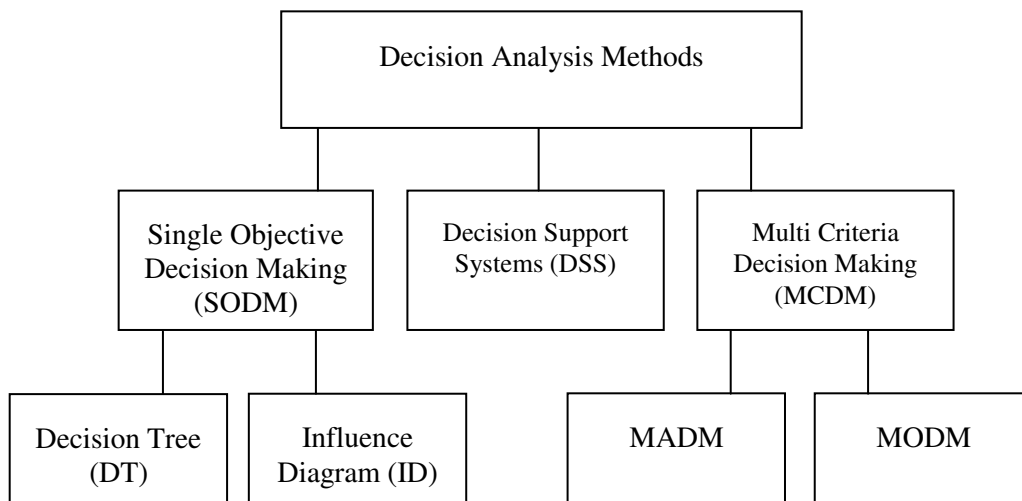 Decision Analysis Methods
Single Objective
Decision Making
(SODM)
Decision Support
Systems (DSS)
Multi Criteria
Decision Making
(MCDM)
Decision Tree
(DT)
Influence
Diagram (ID)
MADM
MODM